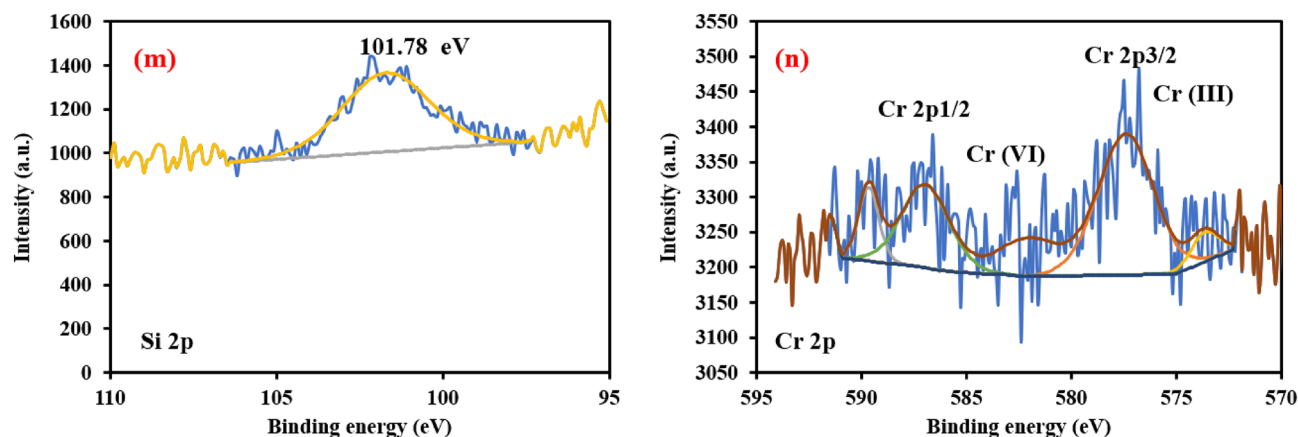 (m)
101.78 eV
Si 2p
Intensity (a.u.)
1600
1400
1200
1000
800
600
400
200
0
110
105
100
95
Binding energy (eV)
(n)
Cr 2p3/2
Cr (III)
Cr 2p1/2
Cr (VI)
Cr 2p
Intensity (a.u.)
3550
3500
3450
3400
3350
3300
3250
3200
3150
3100
3050
595
590
585
580
575
570
Binding energy (eV)